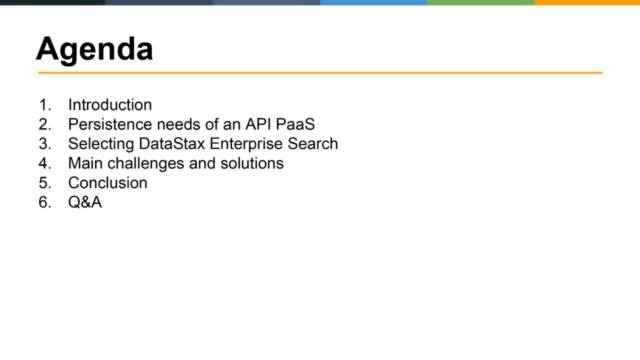 Agenda
1. Introduction
2. Persistence needs of an API PaaS
3. Selecting DataStax Enterprise Search
4. Main challenges and solutions
5. Conclusion
6. Q&A